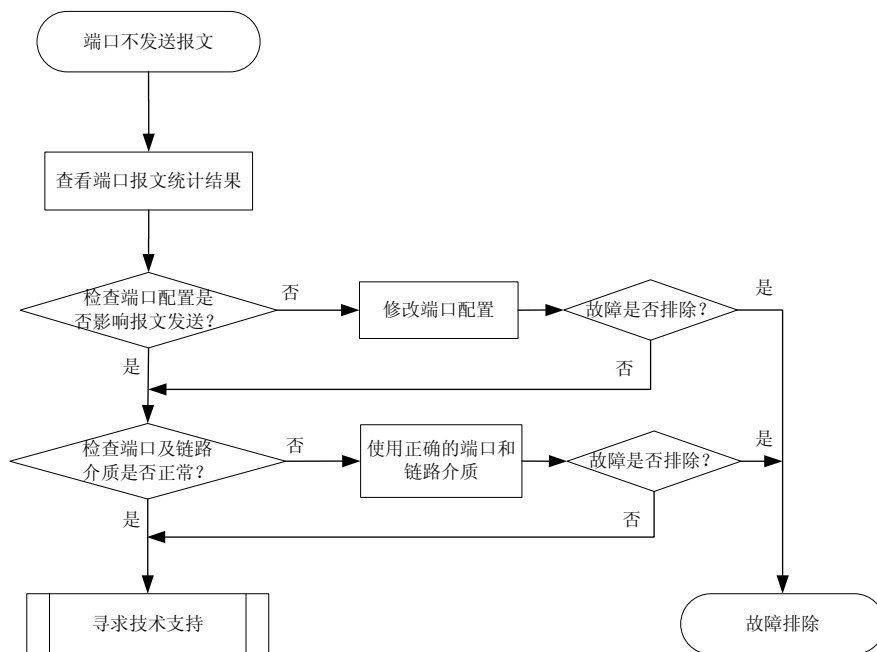 端口不发送报文
查看端口报文统计结果
检查端口配置是
否影响报文发送？
否
修改端口配置
故障是否排除？
是
是
否
检查端口及链路
介质是否正常？
否
使用正确的端口和
链路介质
故障是否排除？
是
是
否
寻求技术支持
故障排除